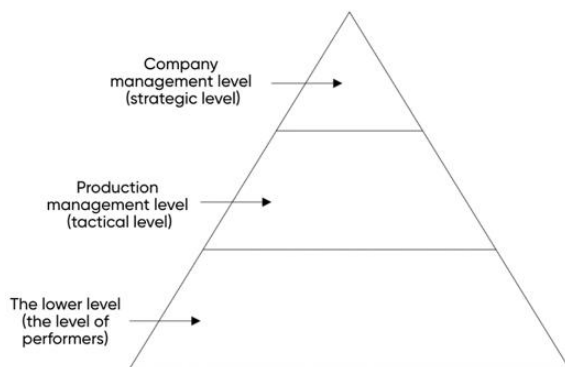 Company
management level
(strategic level)
Production
management level
(tactical level)
The lower level
(the level of
performers)